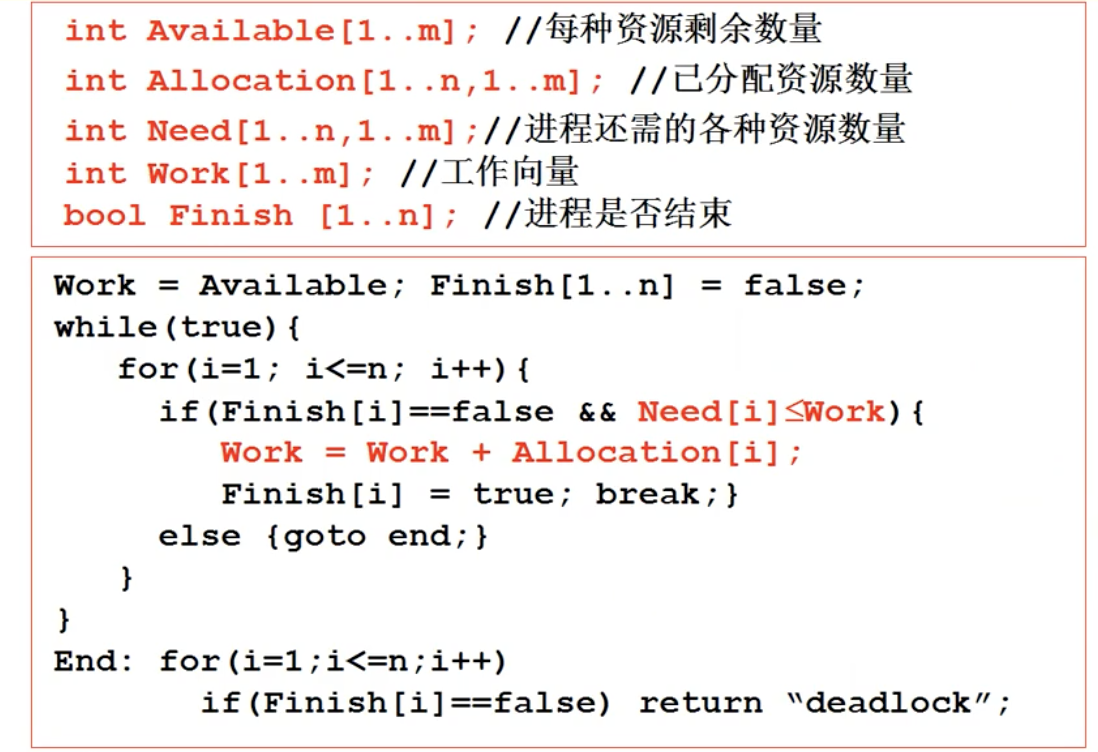 int Available[1..m]; //每种资源剩余数量
int Allocation[1..n,1..m]; //已分配资源数量
int Need[1..n,1..m];//进程还需的各种资源数量
int Work[1..m]; //工作向量
bool Finish [1..n]; //进程是否结束
Work = Available; Finish[1..n] = false;
while(true){
for(i=1; i<=n; i++){
if(Finish[i]==false && Need[i]≤Work){
Work = Work + Allocation[i];
Finish[i] = true; break;}
else {goto end;}
}
}
End: for(i=1;i<=n;i++)
if(Finish[i]==false) return “deadlock”;